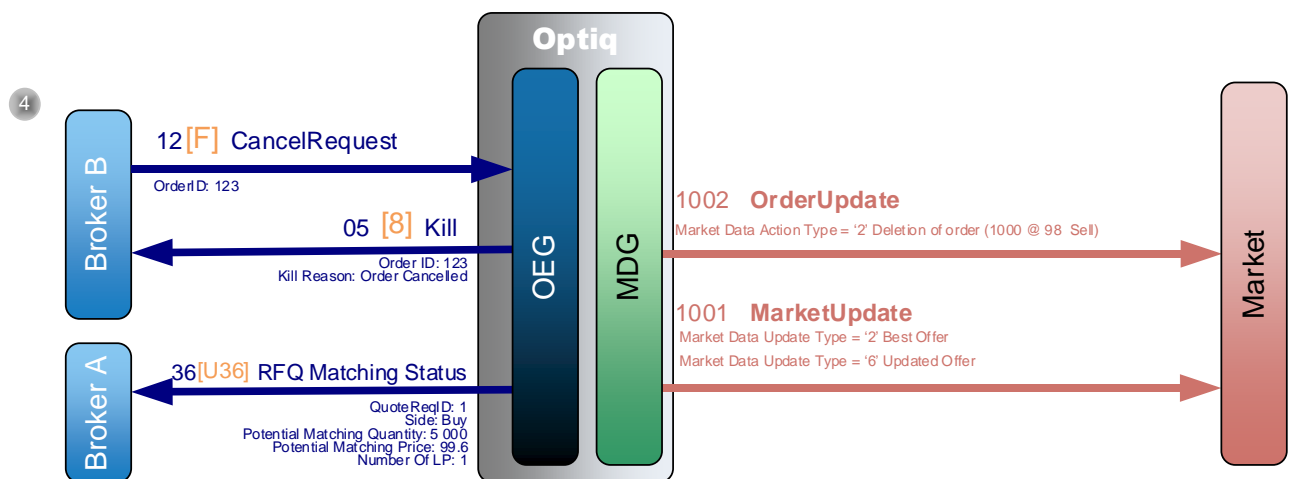 Optiq
4
12[F] CancelRequest
OrderID: 123
Broker B
05 [8] Kill
Order ID: 123
Kill Reason: Order Cancelled
OEG
MDG
1002 OrderUpdate
Market Data Action Type = ‘2’ Deletion of order (1000 @ 98 Sell)
Market
1001 MarketUpdate
Market Data Update Type = ‘2’ Best Offer
Market Data Update Type = ‘6’ Updated Offer
Broker A
36[U36] RFQ Matching Status
QuoteReqID: 1
Side: Buy
Potential Matching Quantity: 5 000
Potential Matching Price: 99.6
Number Of LP: 1